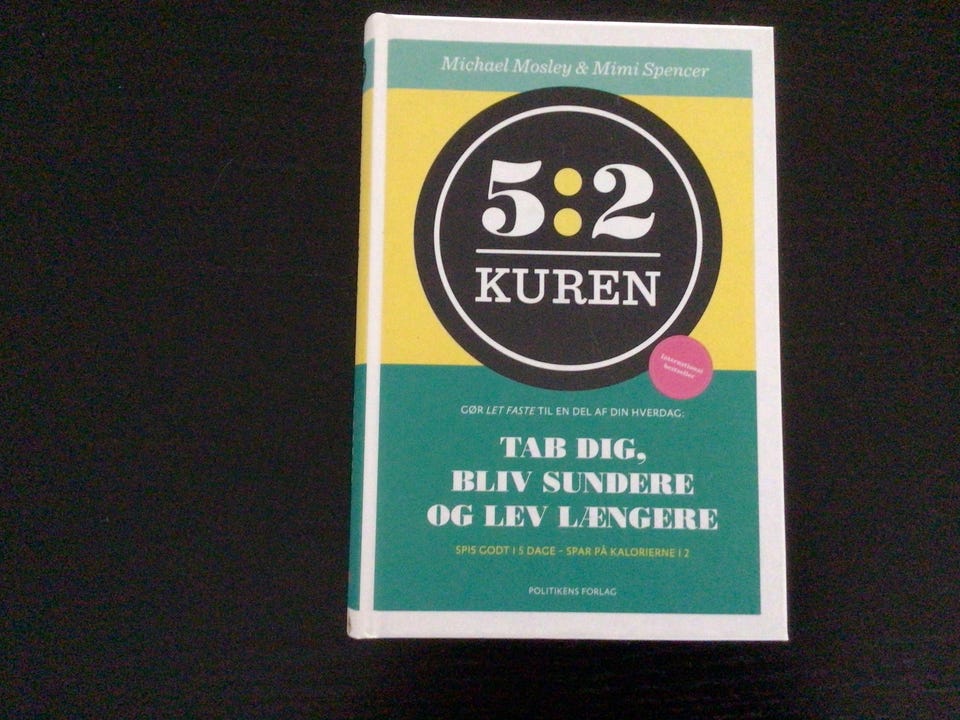 Michael Mosley & Mimi Spencer
5:2
KUREN
International
bestseller
GØR LET FASTE TIL EN DEL AF DIN HVERDAG:
TAB DIG,
BLIV SUNDERE
OG LEV LÆNGERE
SPIS GODT I 5 DAGE - SPAR PÅ KALORIERNE I 2
POLITIKENS FORLAG